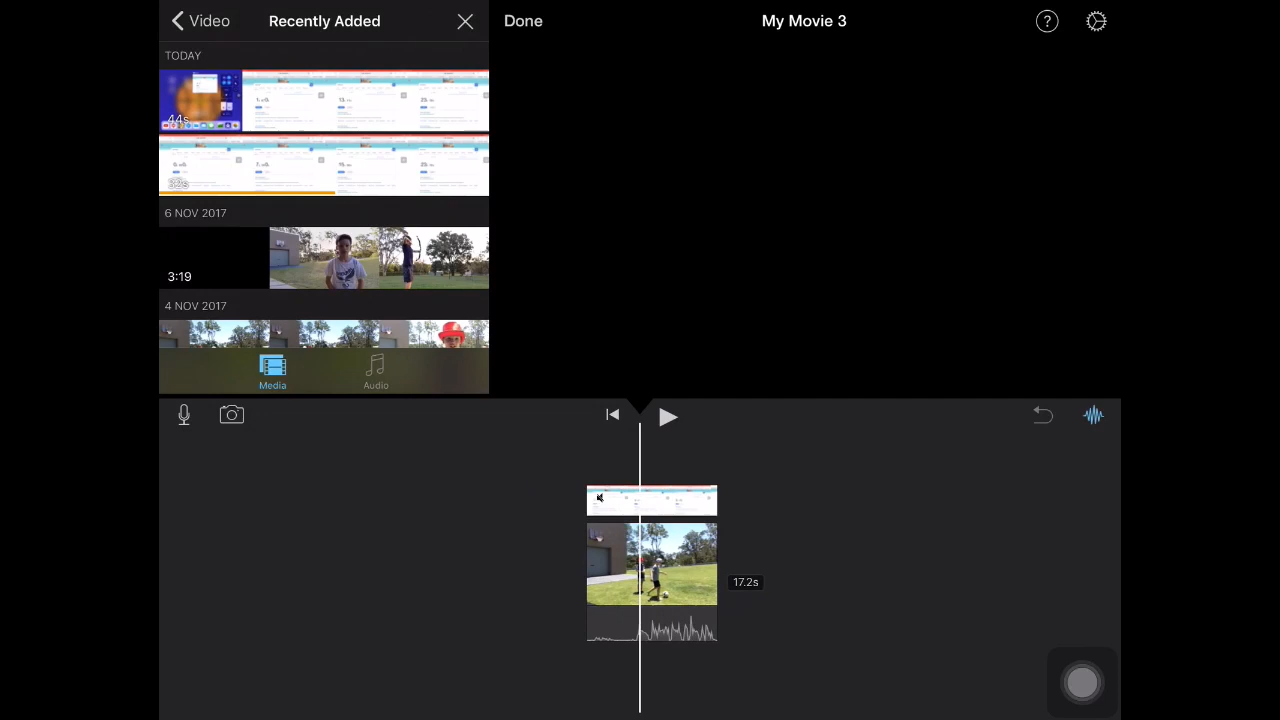 Video
Recently Added
Done
My Movie 3
?
TODAY
44s
52s
6 NOV 2017
3:19
4 NOV 2017
Media
Audio
17.2s